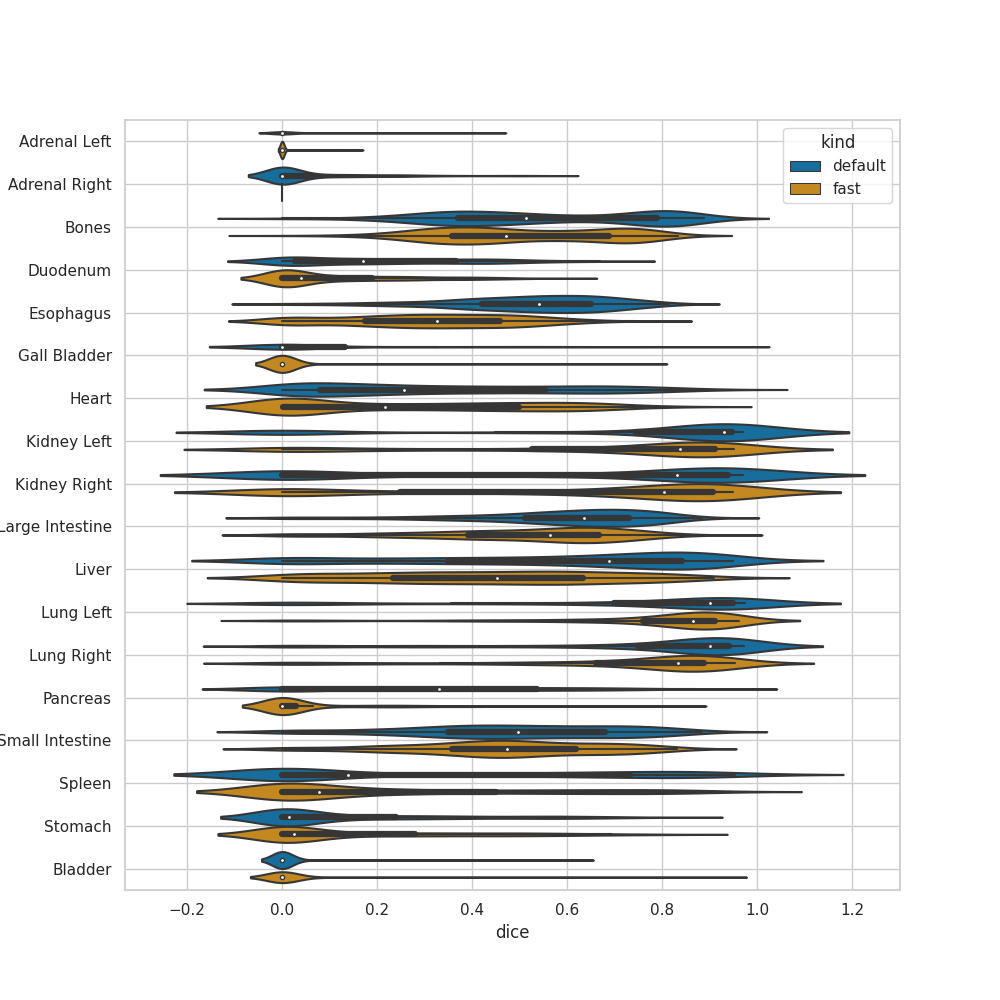 kind
default
fast
Adrenal Left
Adrenal Right
Bones
Duodenum
Esophagus
Gall Bladder
Heart
Kidney Left
Kidney Right
Large Intestine
Liver
Lung Left
Lung Right
Pancreas
Small Intestine
Spleen
Stomach
Bladder
−0.2 0.0 0.2 0.4 0.6 0.8 1.0 1.2
dice